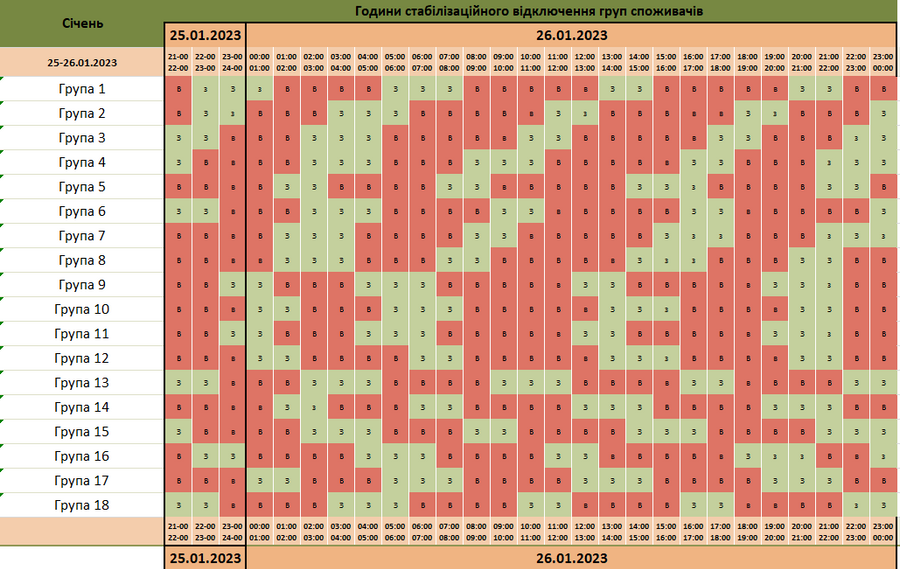 Січень
Години стабілізаційного відключення груп споживачів
25.01.2023 26.01.2023
25-26.01.2023 21-00 22-00 23-00 00:00 01:00 02:00 03:00 04:00 05:00 06:00 07:00 08:00 09:00 10:00 11:00 12:00 13:00 14:00 15:00 16:00 17:00 18:00 19:00 20:00 21:00 22:00 23:00
22-00 23-00 24-00 01:00 02:00 03:00 04:00 05:00 06:00 07:00 08:00 09:00 10:00 11:00 12:00 13:00 14:00 15:00 16:00 17:00 18:00 19:00 20:00 21:00 22:00 23:00 00:00
Група 1 В З З З В В В В З З З В В В В В З З В В В В В З З В В
Група 2 В З З В В В З З З В В В В В З З В В В В В З З В В В З
Група 3 З З В В В З З З В В В В В З З В В В В В З З В В В З З
Група 4 З В В В В З З З В В В З З З В В В В В З З В В В З З З
Група 5 В В В В З З В В В В З З В В В В В З З З В В В В З З В
Група 6 З З В В В З З З В В В В З З В В В В В З З В В В В В З
Група 7 В В В В З З З В В В В З З В В В В В З З З В В В З З З
Група 8 В В В В З З З В В В З З В В В В В З З З В В В З З В В
Група 9 В В З З З В В З З З В В В В В З З В В В В В З З З В В
Група 10 В В В З З В В В З З З В В В В В З З З В В В В З З В В
Група 11 В В З З В В В З З З В В В В В З З В В В В В З З З В В
Група 12 В В В З З В В В В З З В В В В В З З З В В В В З З В В
Група 13 З З В В В З З З В В В В З З З В В В В З З В В В В З З
Група 14 В В В В З З В В В З З В В В В З З З В В В В З З З В В
Група 15 З В В В В З З З В В В З З В В В В В З З З В В В З З З
Група 16 В З З В В В В З З З В В В В З З В В В В В З З З В В З
Група 17 В В В З З В В В З З З В В В В З З З В В В В З З З В В
Група 18 З З В В В В З З З В В В В З З В В В В З З В В В В З З
21-00 22-00 23-00 00:00 01:00 02:00 03:00 04:00 05:00 06:00 07:00 08:00 09:00 10:00 11:00 12:00 13:00 14:00 15:00 16:00 17:00 18:00 19:00 20:00 21:00 22:00 23:00
22-00 23-00 24-00 01:00 02:00 03:00 04:00 05:00 06:00 07:00 08:00 09:00 10:00 11:00 12:00 13:00 14:00 15:00 16:00 17:00 18:00 19:00 20:00 21:00 22:00 23:00 00:00
25.01.2023 26.01.2023